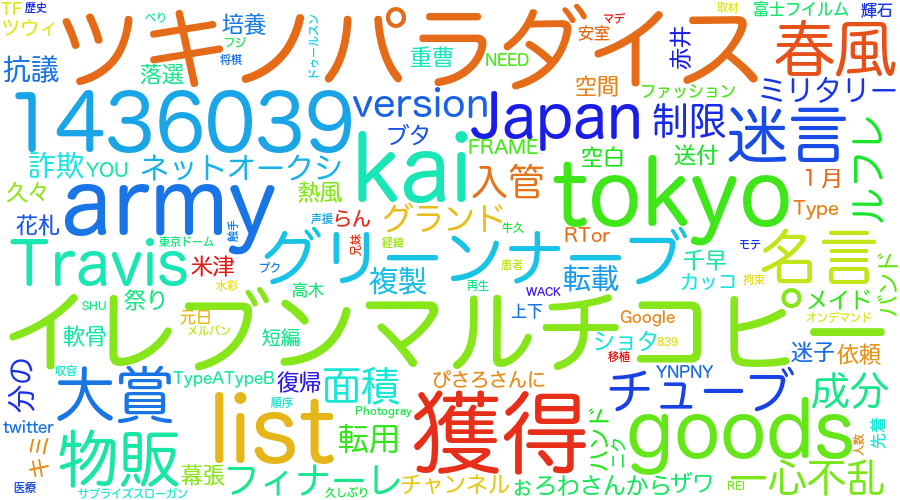 TF
歴史
ツウィ
べり
培養
フジ
将棋
抗議
落選
ツキノパラダイス
ドゥールスン
重曹
NEED
マデ
安室
取材
赤井
富士フイルム
輝石
春風
空間
ファッション
ミリタリー
1436039
version
ブタ
Japan
FRAME
制限
迷言
詐欺
YOU
ネットオークシ
kai
空白
送付
ルフレ
久々
army
熱風
入管
tokyo
1月
Type
花札
声援
らん
グランド
牛久
RTor
東京ドーム
触手
兄妹
経緯
Travis
グリーンナーブ
モテ
名言
米津
プク
複製
患者
転載
千早
カッコ
拘束
バンド
SHU
祭り
水彩
高木
再生
WACK
上下
メイド
イレブンマルチコピー
軟骨
元日
メルパン
短編
Google
ショタ
839
オンデマンド
迷子
依頼
収容
TypeATypeB
復帰
面積
ぴさろさんに
移植
YNPNY
チューブ
成分
分の
大賞
順序
Photogray
list
獲得
goods
twitter
キミ
物販
転用
ハンド
ニク
人数
先着
医療
幕張
フィナーレ
チャンネル
ぉろわさんからザワ
一心不乱
サプライズスローガン
久しぶり
REI